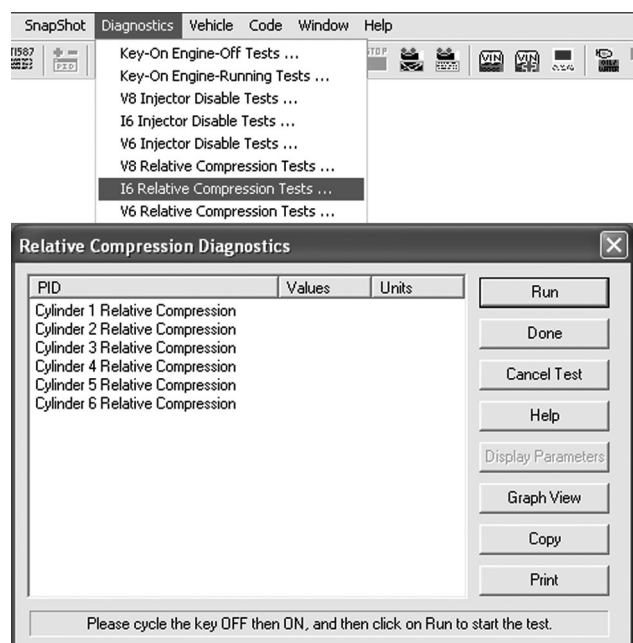 SnapShot Diagnostics Vehicle Code Window Help
PID
STOP
VIN
VIN
Key-On Engine-Off Tests ...
Key-On Engine-Running Tests ...
V8 Injector Disable Tests ...
I6 Injector Disable Tests ...
V6 Injector Disable Tests ...
V8 Relative Compression Tests ...
I6 Relative Compression Tests ...
V6 Relative Compression Tests ...
Relative Compression Diagnostics
PID Values Units
Cylinder 1 Relative Compression
Cylinder 2 Relative Compression
Cylinder 3 Relative Compression
Cylinder 4 Relative Compression
Cylinder 5 Relative Compression
Cylinder 6 Relative Compression
Run
Done
Cancel Test
Help
Display Parameters
Graph View
Copy
Print
Please cycle the key OFF then ON, and then click on Run to start the test.